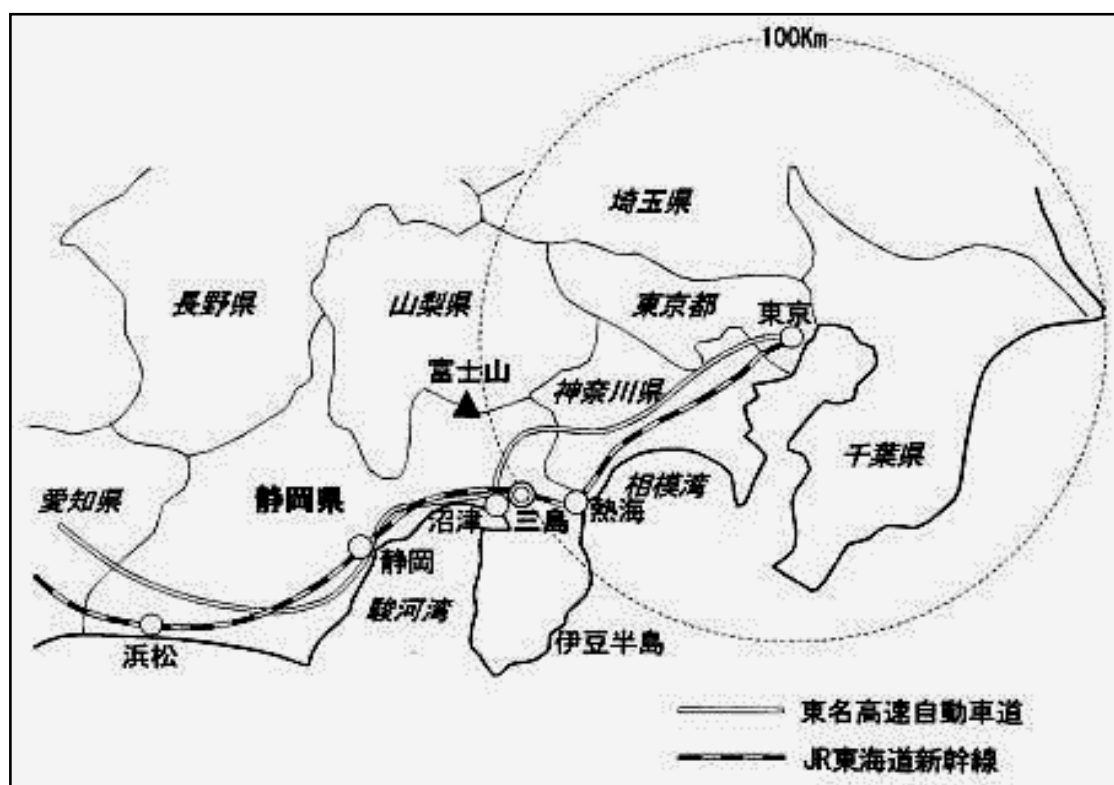 100Km
埼玉県
長野県
山梨県
東京都
東京
富士山
神奈川県
千葉県
愛知県
静岡県
相模湾
沼津
三島
熱海
静岡
駿河湾
浜松
伊豆半島
東名高速自動車道
JR東海道新幹線